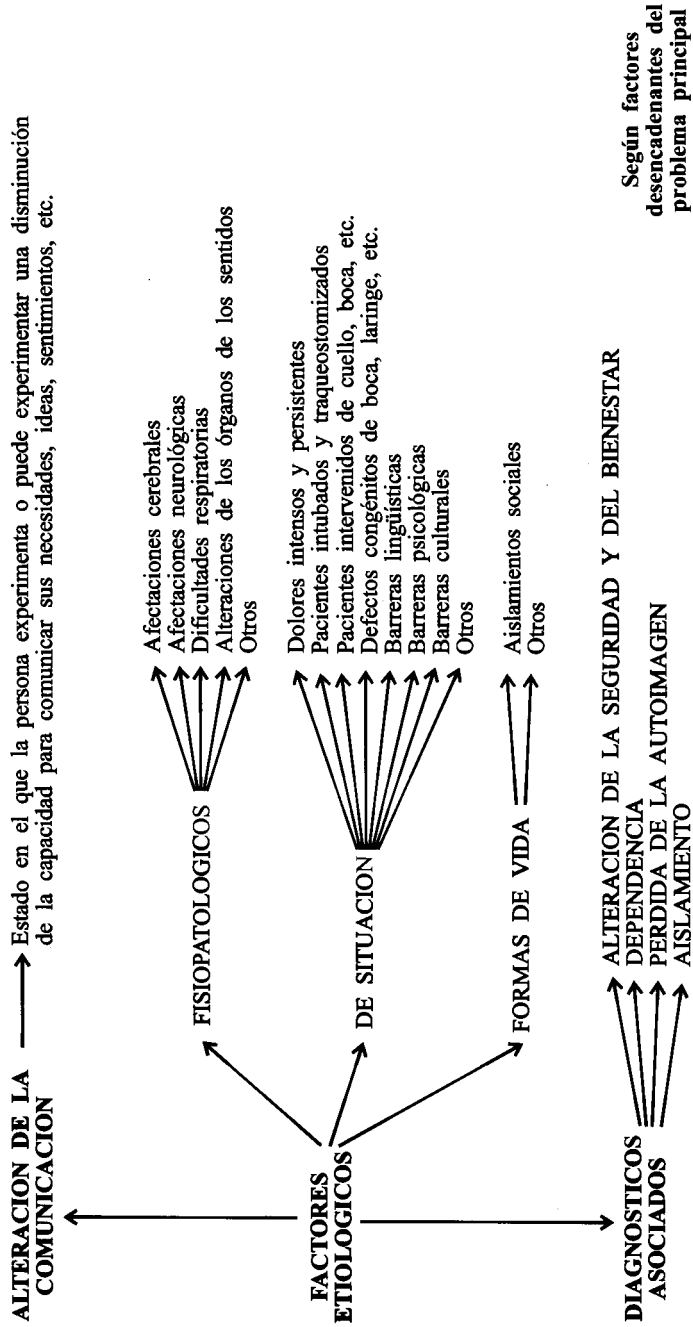 ALTERACION DE LA
COMUNICACION
Estado en el que la persona experimenta o puede experimentar una disminución
de la capacidad para comunicar sus necesidades, ideas, sentimientos, etc.
FACTORES
ETIOLOGICOS
FISIOPATOLOGICOS
Afectaciones cerebrales
Afectaciones neurológicas
Dificultades respiratorias
Alteraciones de los órganos de los sentidos
Otros
DE SITUACION
Dolores intensos y persistentes
Pacientes intubados y traqueostomizados
Pacientes intervenidos de cuello, boca, etc.
Defectos congénitos de boca, laringe, etc.
Barreras lingüísticas
Barreras psicológicas
Barreras culturales
Otros
FORMAS DE VIDA
Aislamientos sociales
Otros
DIAGNOSTICOS
ASOCIADOS
ALTERACION DE LA SEGURIDAD Y DEL BIENESTAR
DEPENDENCIA
PERDIDA DE LA AUTOIMAGEN
AISLAMIENTO
Según factores
desencadenantes del
problema principal